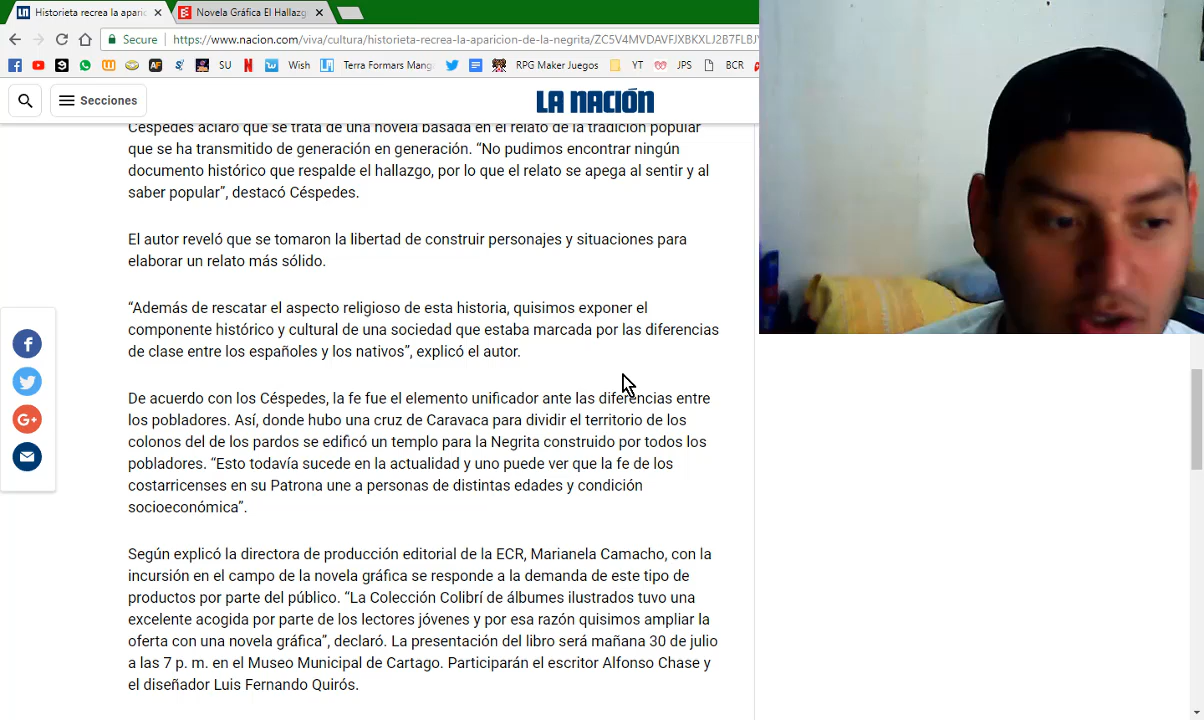 Historieta recrea la aparic
Novela Gráfica El Hallazg
Secure
https://www.nacion.com/viva/cultura/historieta-recrea-la-aparicion-de-la-negrita/ZC5V4MVDAVFJXBKXLJ2B7FLBJY
SU
Wish
Terra Formars Mang
RPG Maker Juegos
YT
JPS
BCR
Secciones
LA NACIÓN
Céspedes aclaró que se trata de una novela basada en el relato de la tradición popular
que se ha transmitido de generación en generación. “No pudimos encontrar ningún
documento histórico que respalde el hallazgo, por lo que el relato se apega al sentir y al
saber popular”, destacó Céspedes.
El autor reveló que se tomaron la libertad de construir personajes y situaciones para
elaborar un relato más sólido.
“Además de rescatar el aspecto religioso de esta historia, quisimos exponer el
componente histórico y cultural de una sociedad que estaba marcada por las diferencias
de clase entre los españoles y los nativos”, explicó el autor.
De acuerdo con los Céspedes, la fe fue el elemento unificador ante las diferencias entre
los pobladores. Así, donde hubo una cruz de Caravaca para dividir el territorio de los
colonos del de los pardos se edificó un templo para la Negrita construido por todos los
pobladores. “Esto todavía sucede en la actualidad y uno puede ver que la fe de los
costarricenses en su Patrona une a personas de distintas edades y condición
socioeconómica”.
Según explicó la directora de producción editorial de la ECR, Marianela Camacho, con la
incursión en el campo de la novela gráfica se responde a la demanda de este tipo de
productos por parte del público. “La Colección Colibrí de álbumes ilustrados tuvo una
excelente acogida por parte de los lectores jóvenes y por esa razón quisimos ampliar la
oferta con una novela gráfica”, declaró. La presentación del libro será mañana 30 de julio
a las 7 p. m. en el Museo Municipal de Cartago. Participarán el escritor Alfonso Chase y
el diseñador Luis Fernando Quirós.